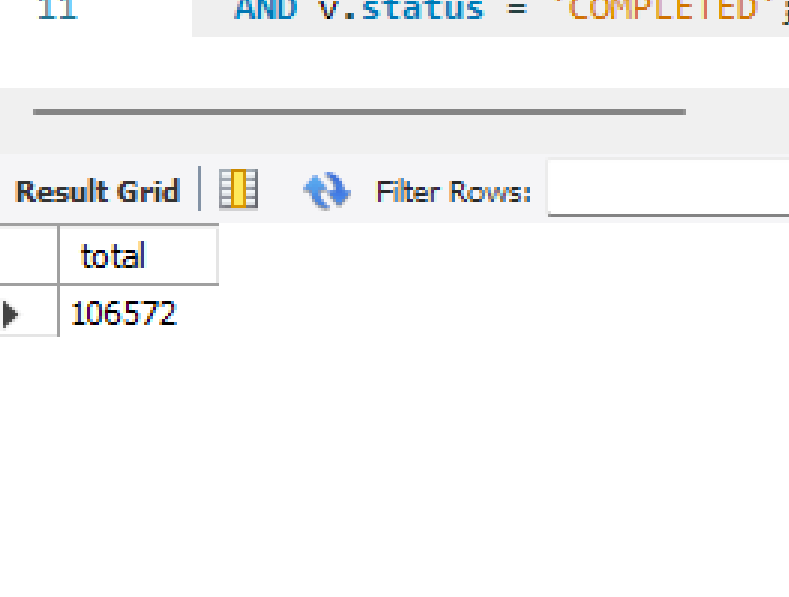 11 AND v.status = 'COMPLETED';
Result Grid Filter Rows:
total
106572